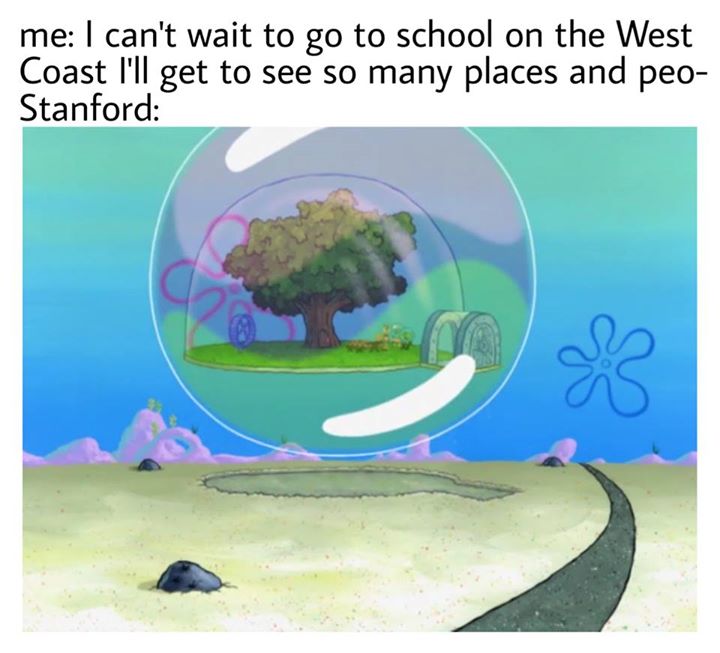 me: I can't wait to go to school on the West
Coast I'll get to see so many places and peo-
Stanford: